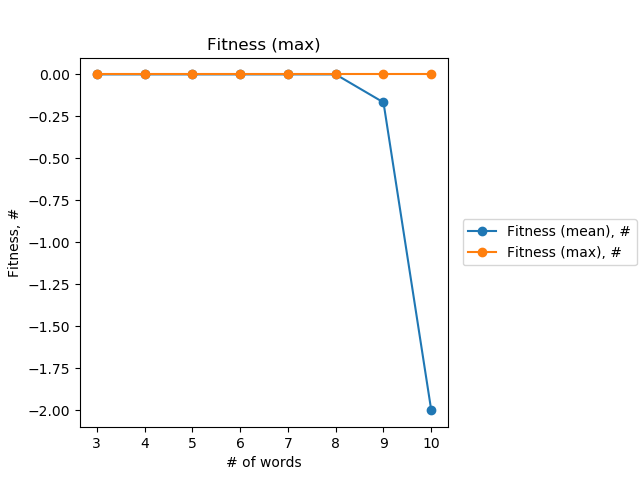 Fitness (max)
0.00
−0.25
−0.50
−0.75
−1.00
−1.25
−1.50
−1.75
−2.00
Fitness, #
3 4 5 6 7 8 9 10
# of words
Fitness (mean), #
Fitness (max), #